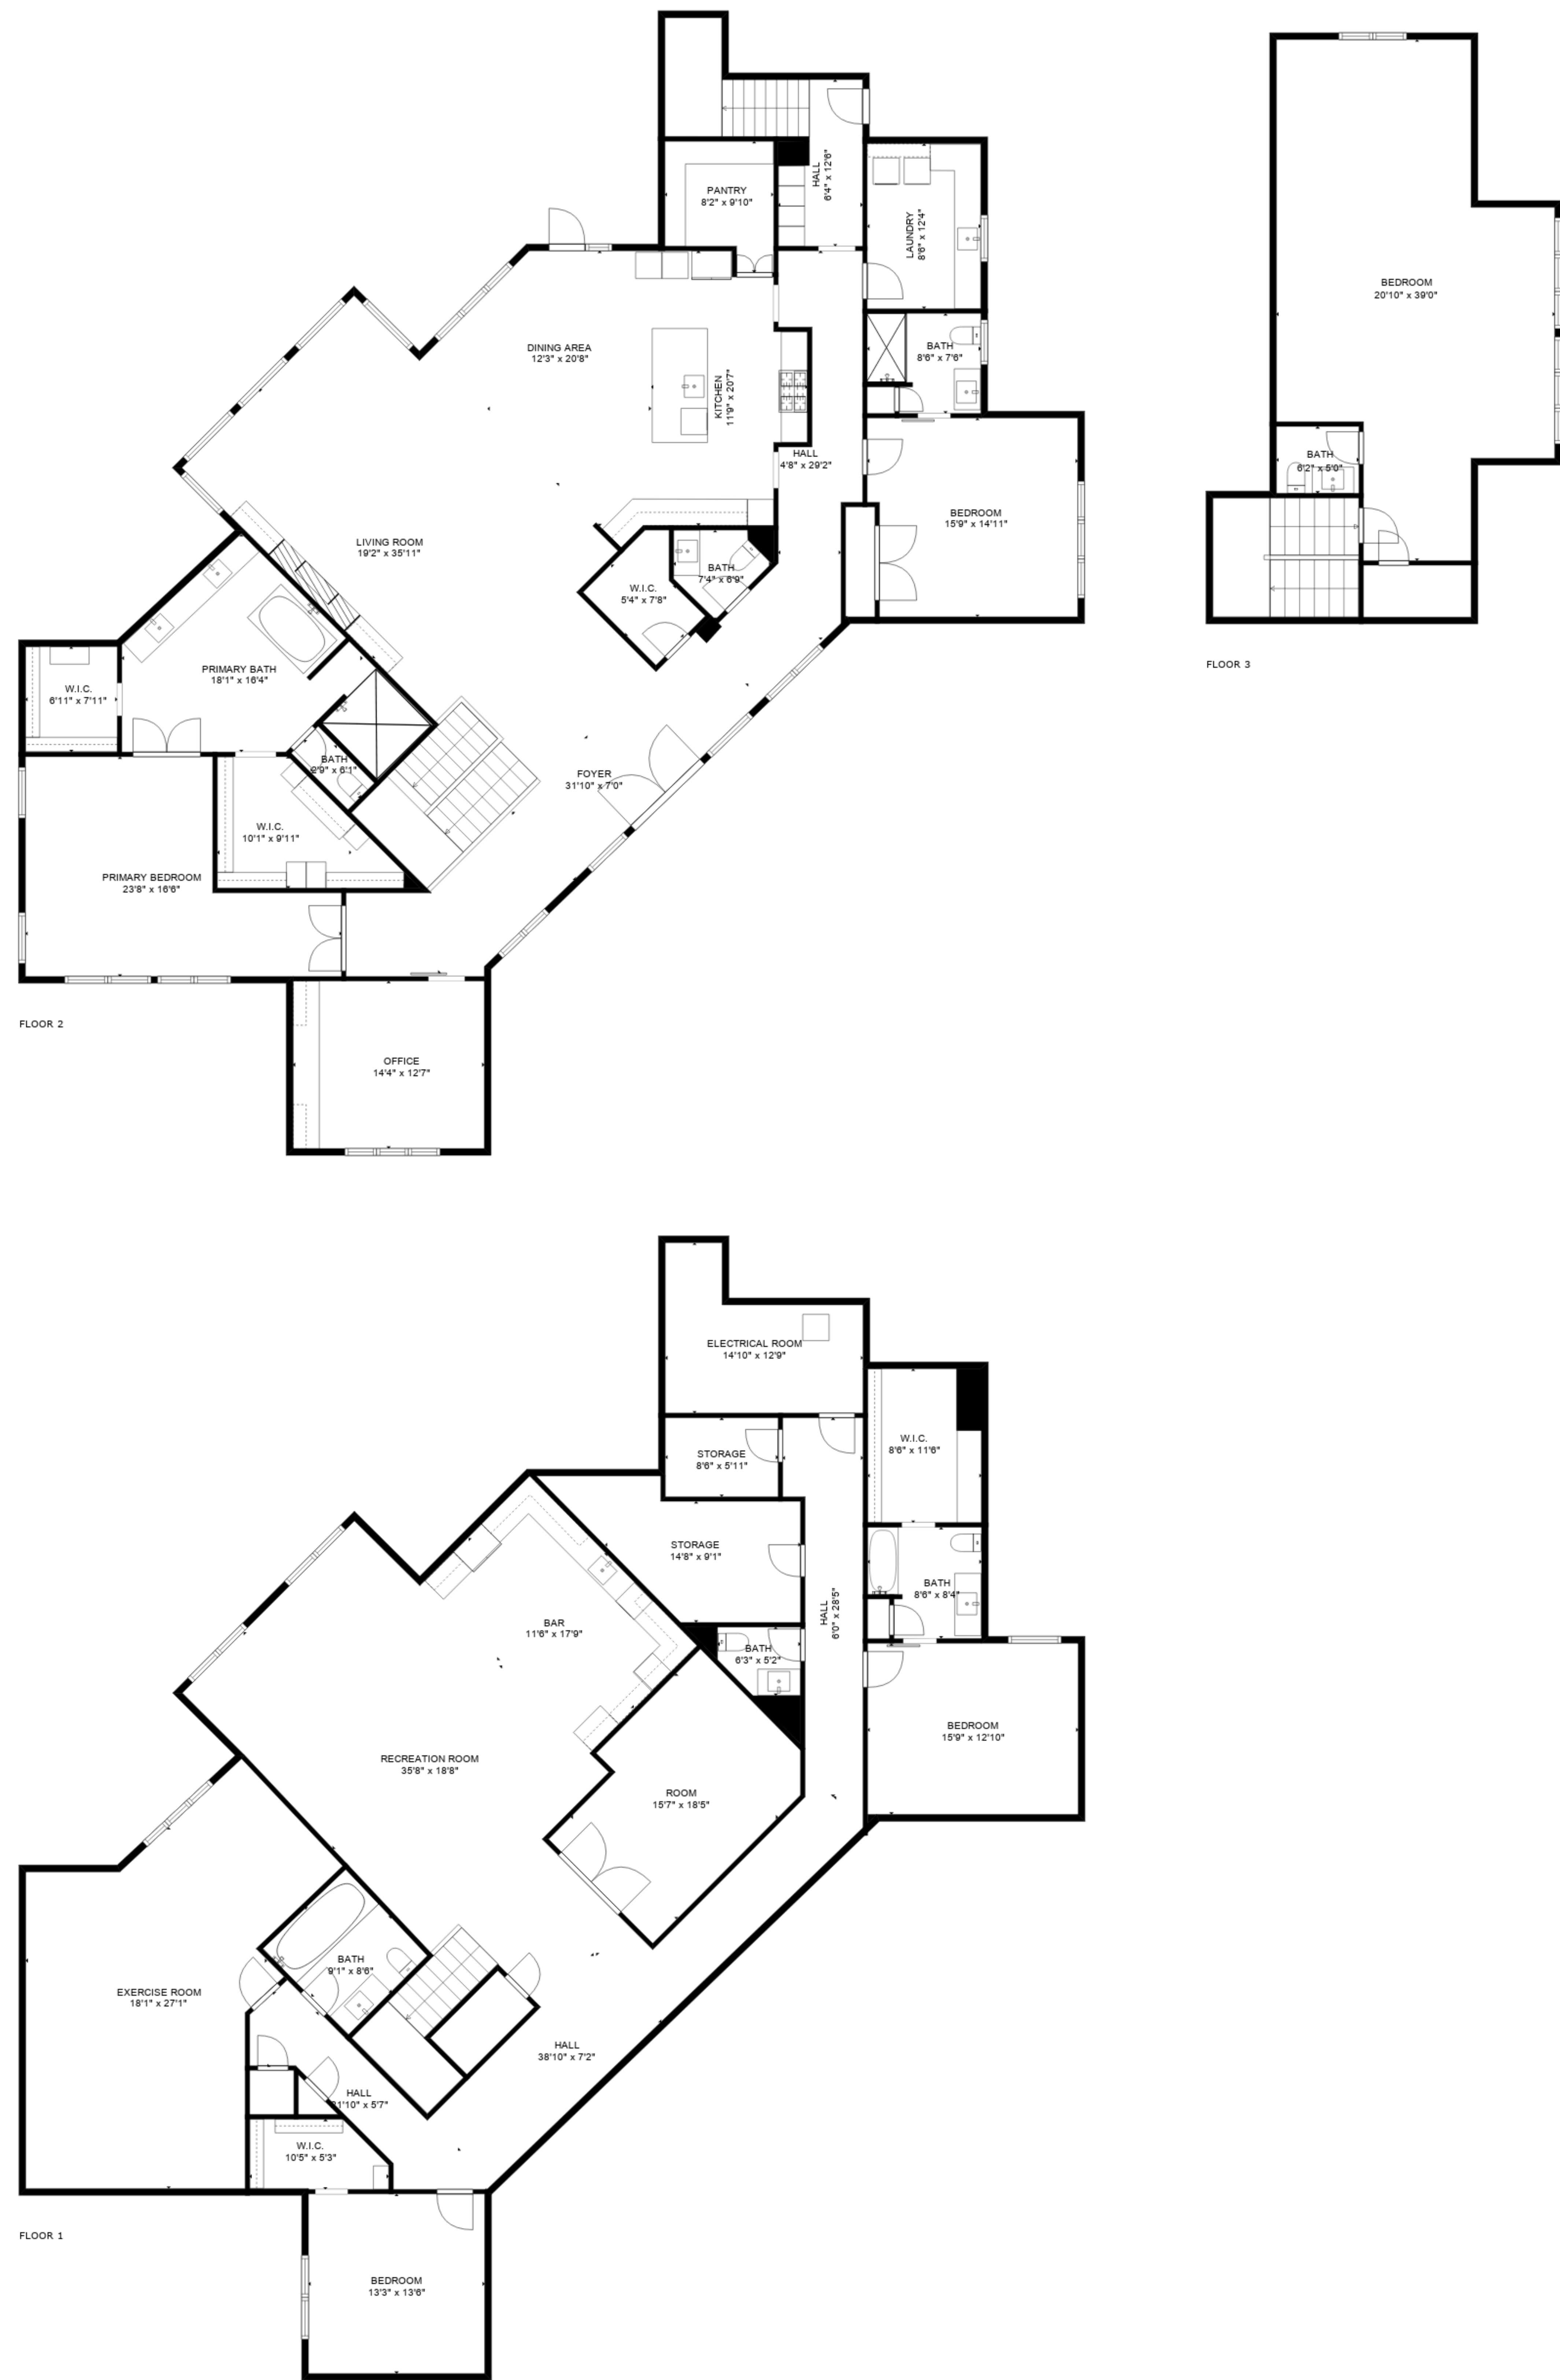 HALL
6'4" x 12'6"
PANTRY
8'2" x 9'10"
LAUNDRY
8'6" x 12'4"
BEDROOM
20'10" x 39'0"
DINING AREA
12'3" x 20'8"
BATH
8'6" x 7'6"
KITCHEN
11'9" x 20'7"
HALL
4'8" x 29'2"
BATH
6'2" x 5'0"
BEDROOM
15'9" x 14'11"
LIVING ROOM
19'2" x 35'11"
BATH
7'4" x 6'9"
W.I.C.
5'4" x 7'8"
FLOOR 3
PRIMARY BATH
18'1" x 16'4"
W.I.C.
6'11" x 7'11"
BATH
2'9" x 6'1"
FOYER
31'10" x 7'0"
W.I.C.
10'1" x 9'11"
PRIMARY BEDROOM
23'8" x 16'6"
FLOOR 2
OFFICE
14'4" x 12'7"
ELECTRICAL ROOM
14'10" x 12'9"
W.I.C.
8'6" x 11'6"
STORAGE
8'6" x 5'11"
STORAGE
14'8" x 9'1"
BATH
8'6" x 8'4"
HALL
6'0" x 28'5"
BAR
11'6" x 17'9"
BATH
6'3" x 5'2"
BEDROOM
15'9" x 12'10"
RECREATION ROOM
35'8" x 18'8"
ROOM
15'7" x 18'5"
BATH
9'1" x 8'6"
EXERCISE ROOM
18'1" x 27'1"
HALL
38'10" x 7'2"
HALL
x 5'7"
W.I.C.
10'5" x 5'3"
FLOOR 1
BEDROOM
13'3" x 13'6"